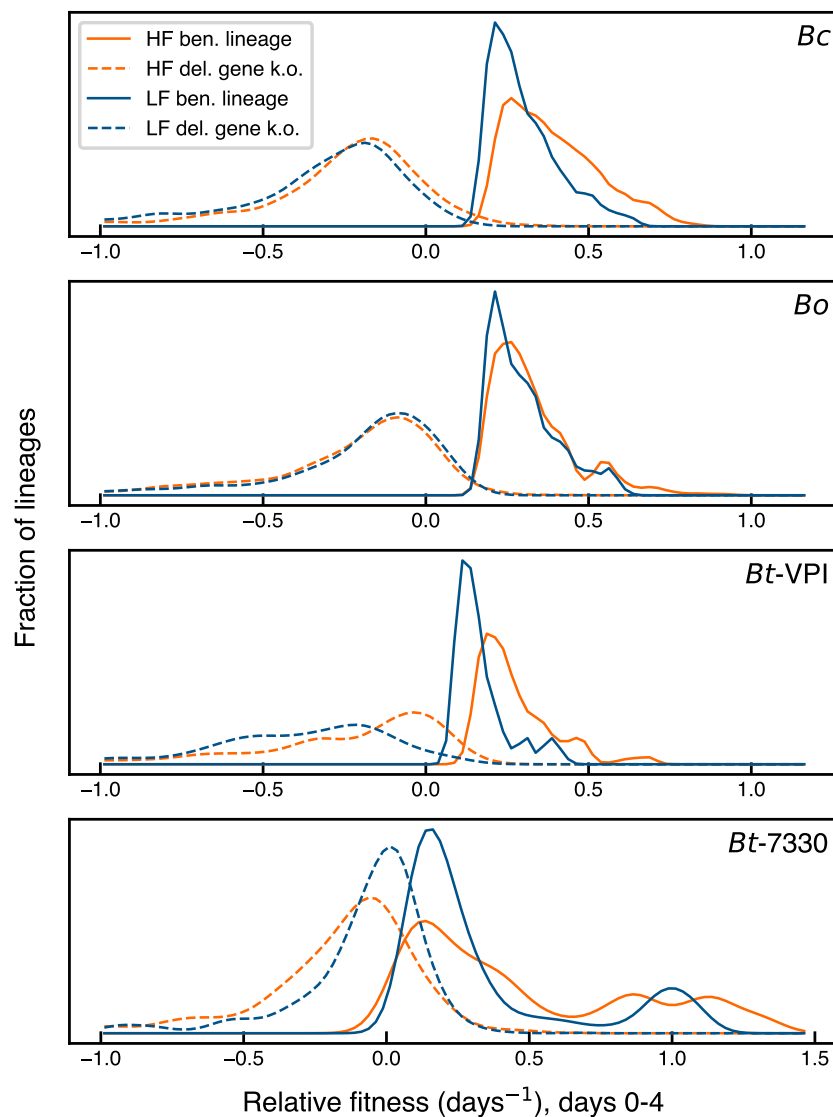 HF ben. lineage
HF del. gene k.o.
LF ben. lineage
LF del. gene k.o.
Bc
−1.0 −0.5 0.0 0.5 1.0
Bo
−1.0 −0.5 0.0 0.5 1.0
Fraction of lineages
Bt-VPI
−1.0 −0.5 0.0 0.5 1.0
Bt-7330
−1.0 −0.5 0.0 0.5 1.0 1.5
Relative fitness (days⁻¹), days 0-4